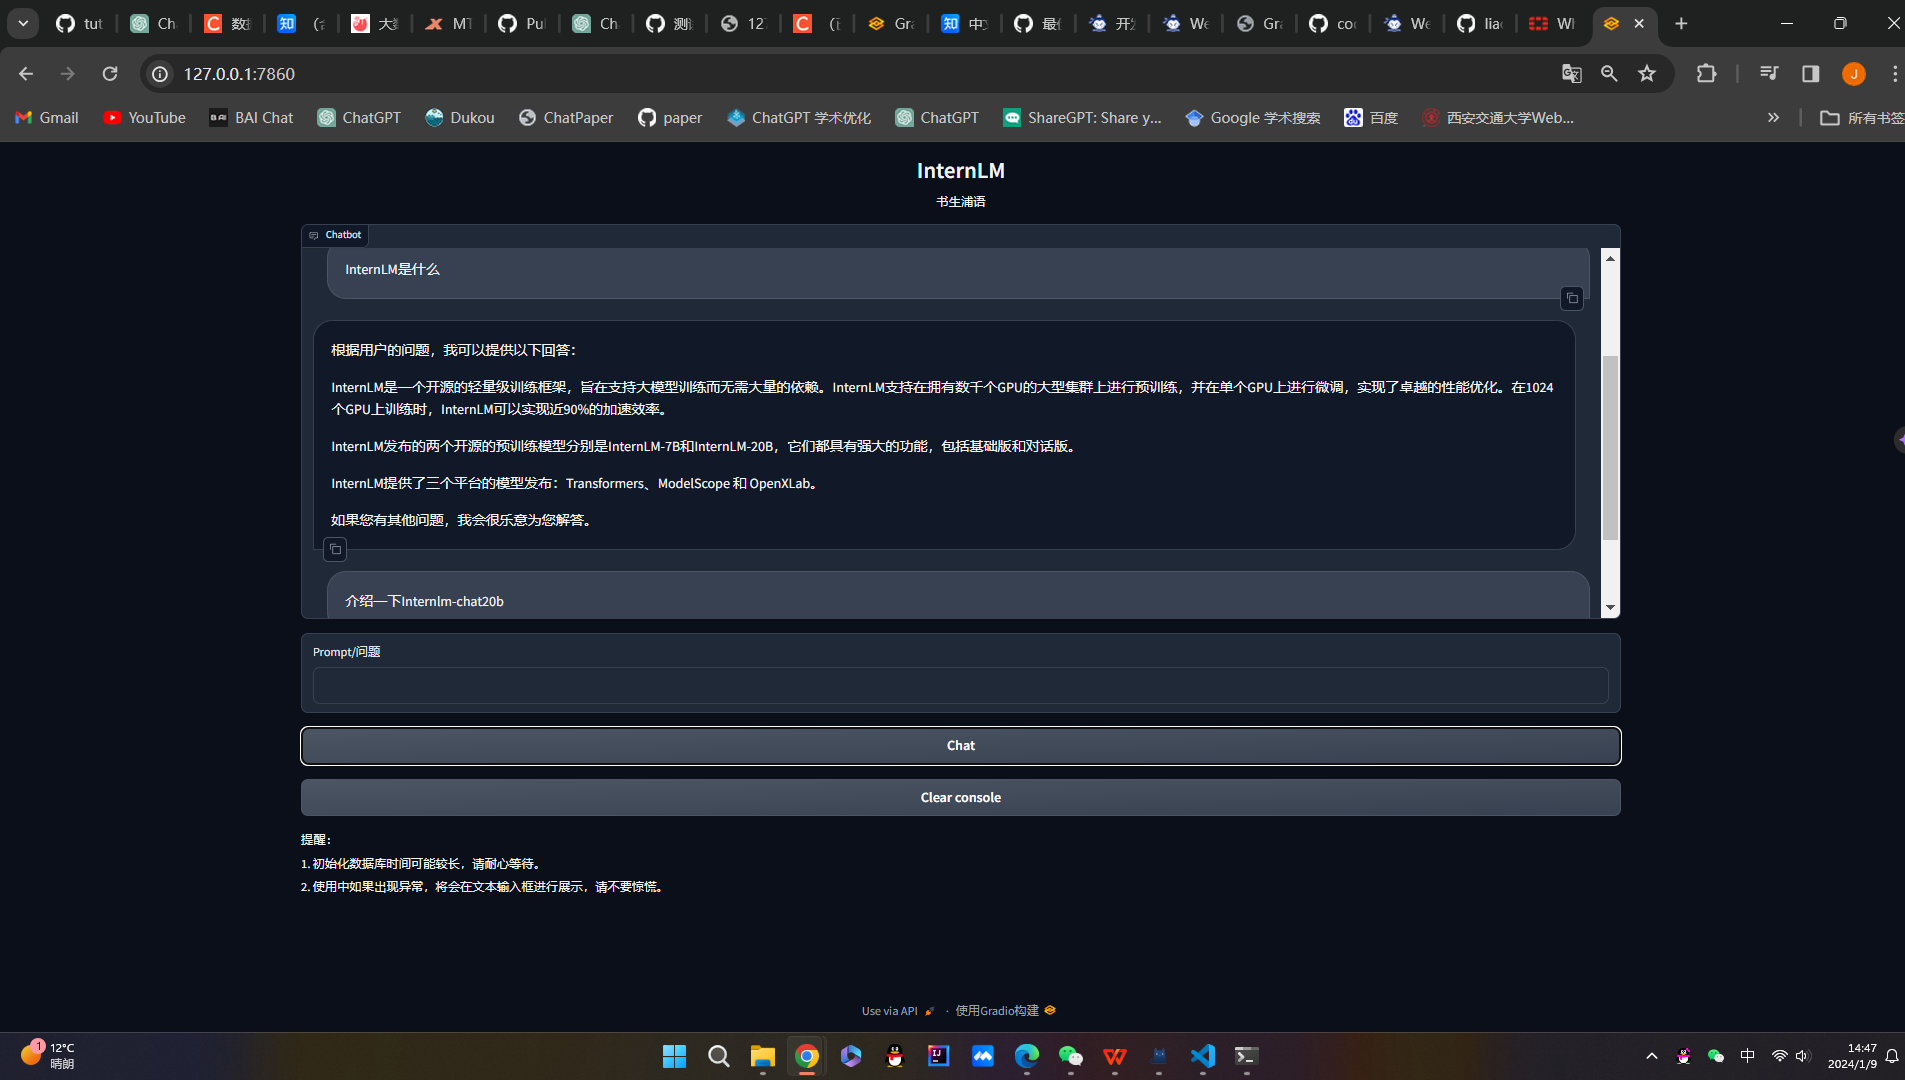 tut
Ch
数
知
大
MT
Pu
Ch
测
12
Gra
知
中
最
开
We
Gra
co
We
lia
Wh
127.0.0.1:7860
J
Gmail
YouTube
BAI Chat
ChatGPT
Dukou
ChatPaper
paper
ChatGPT 学术优化
ChatGPT
ShareGPT: Share y...
Google 学术搜索
百度
西安交通大学Web...
所有书签
InternLM
书生浦语
Chatbot
InternLM是什么
根据用户的问题，我可以提供以下回答：
InternLM是一个开源的轻量级训练框架，旨在支持大模型训练而无需大量的依赖。InternLM支持在拥有数千个GPU的大型集群上进行预训练，并在单个GPU上进行微调，实现了卓越的性能优化。在1024
个GPU上训练时，InternLM可以实现近90%的加速效率。
InternLM发布的两个开源的预训练模型分别是InternLM-7B和InternLM-20B，它们都具有强大的功能，包括基础版和对话版。
InternLM提供了三个平台的模型发布：Transformers、ModelScope 和 OpenXLab。
如果您有其他问题，我会很乐意为您解答。
介绍一下Internlm-chat20b
Prompt/问题
Chat
Clear console
提醒：
1. 初始化数据库时间可能较长，请耐心等待。
2. 使用中如果出现异常，将会在文本输入框进行展示，请不要惊慌。
Use via API · 使用Gradio构建
1
12°C
晴朗
中
14:47
2024/1/9